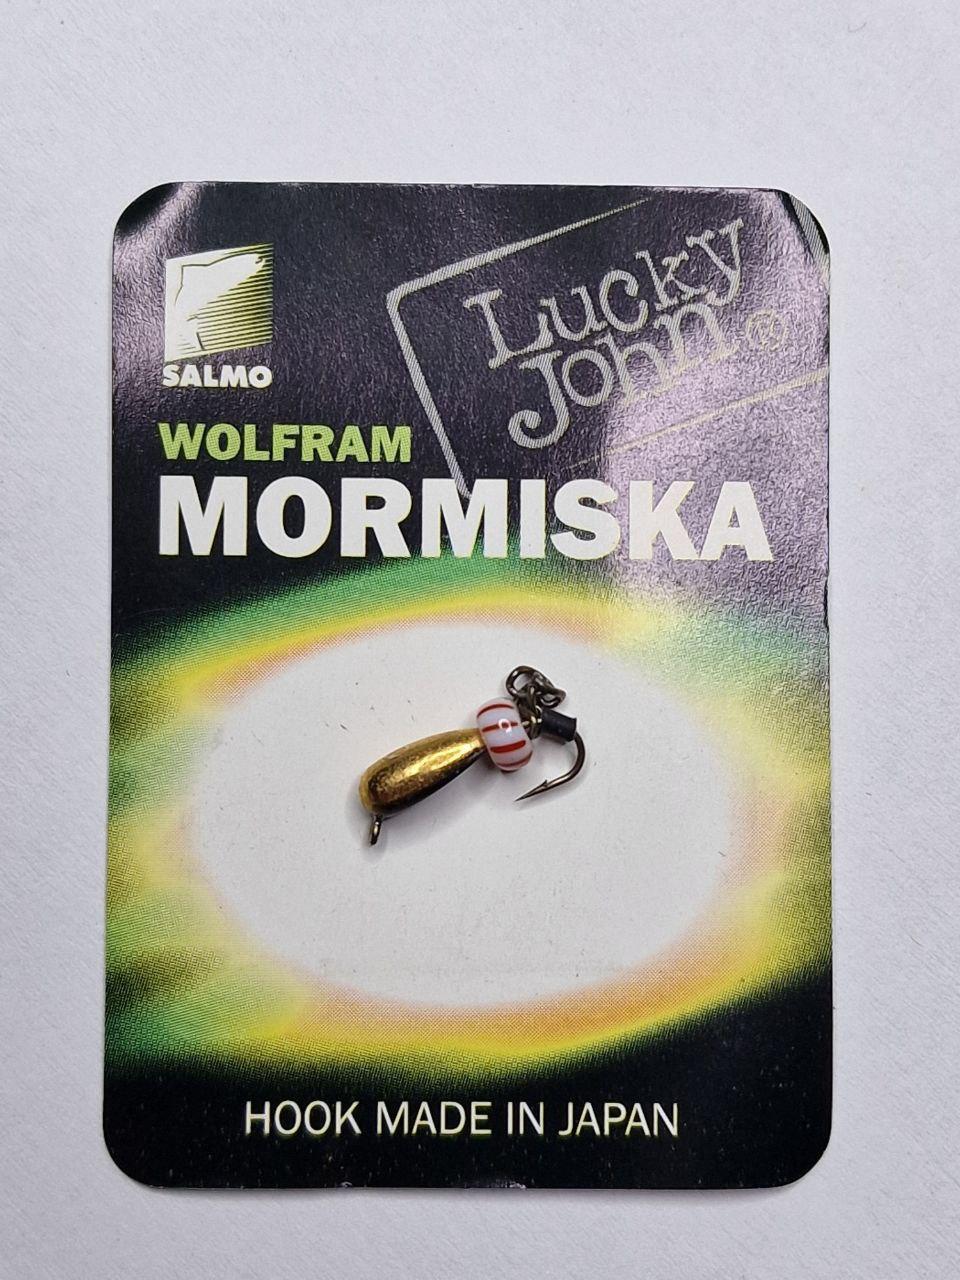 Lucky
John®
SALMO
WOLFRAM
MORMISKA
HOOK MADE IN JAPAN